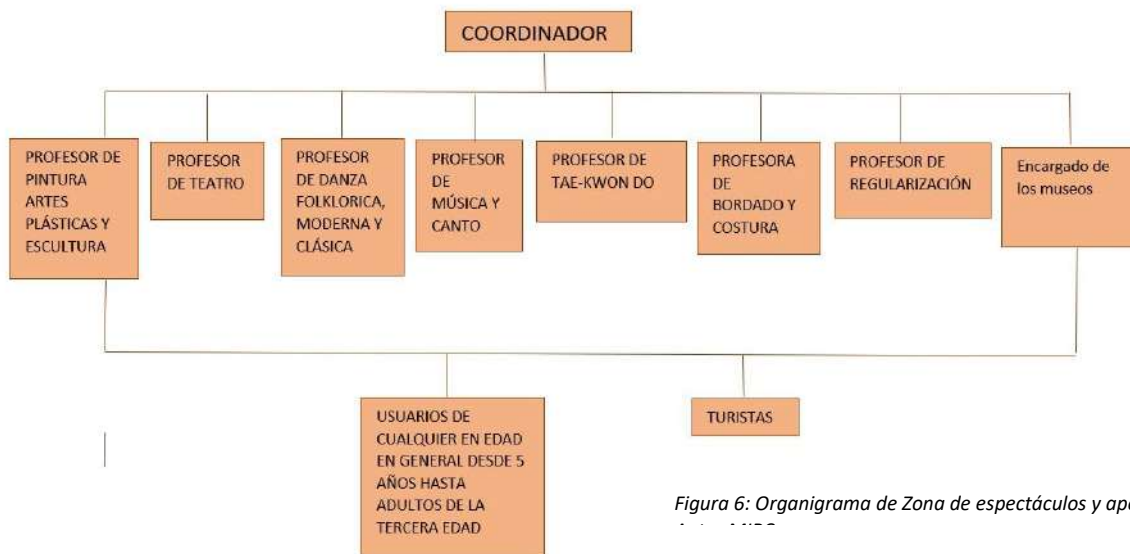 COORDINADOR
PROFESOR DE
PINTURA
ARTES
PLÁSTICAS Y
ESCULTURA
PROFESOR
DE TEATRO
PROFESOR
DE DANZA
FOLKLORICA,
MODERNA Y
CLÁSICA
PROFESOR
DE
MÚSICA Y
CANTO
PROFESOR DE
TAE-KWON DO
PROFESORA
DE
BORDADO Y
COSTURA
PROFESOR DE
REGULARIZACIÓN
Encargado de
los museos
USUARIOS DE
CUALQUIER EN EDAD
EN GENERAL DESDE 5
AÑOS HASTA
ADULTOS DE LA
TERCERA EDAD
TURISTAS
Figura 6: Organigrama de Zona de espectáculos y